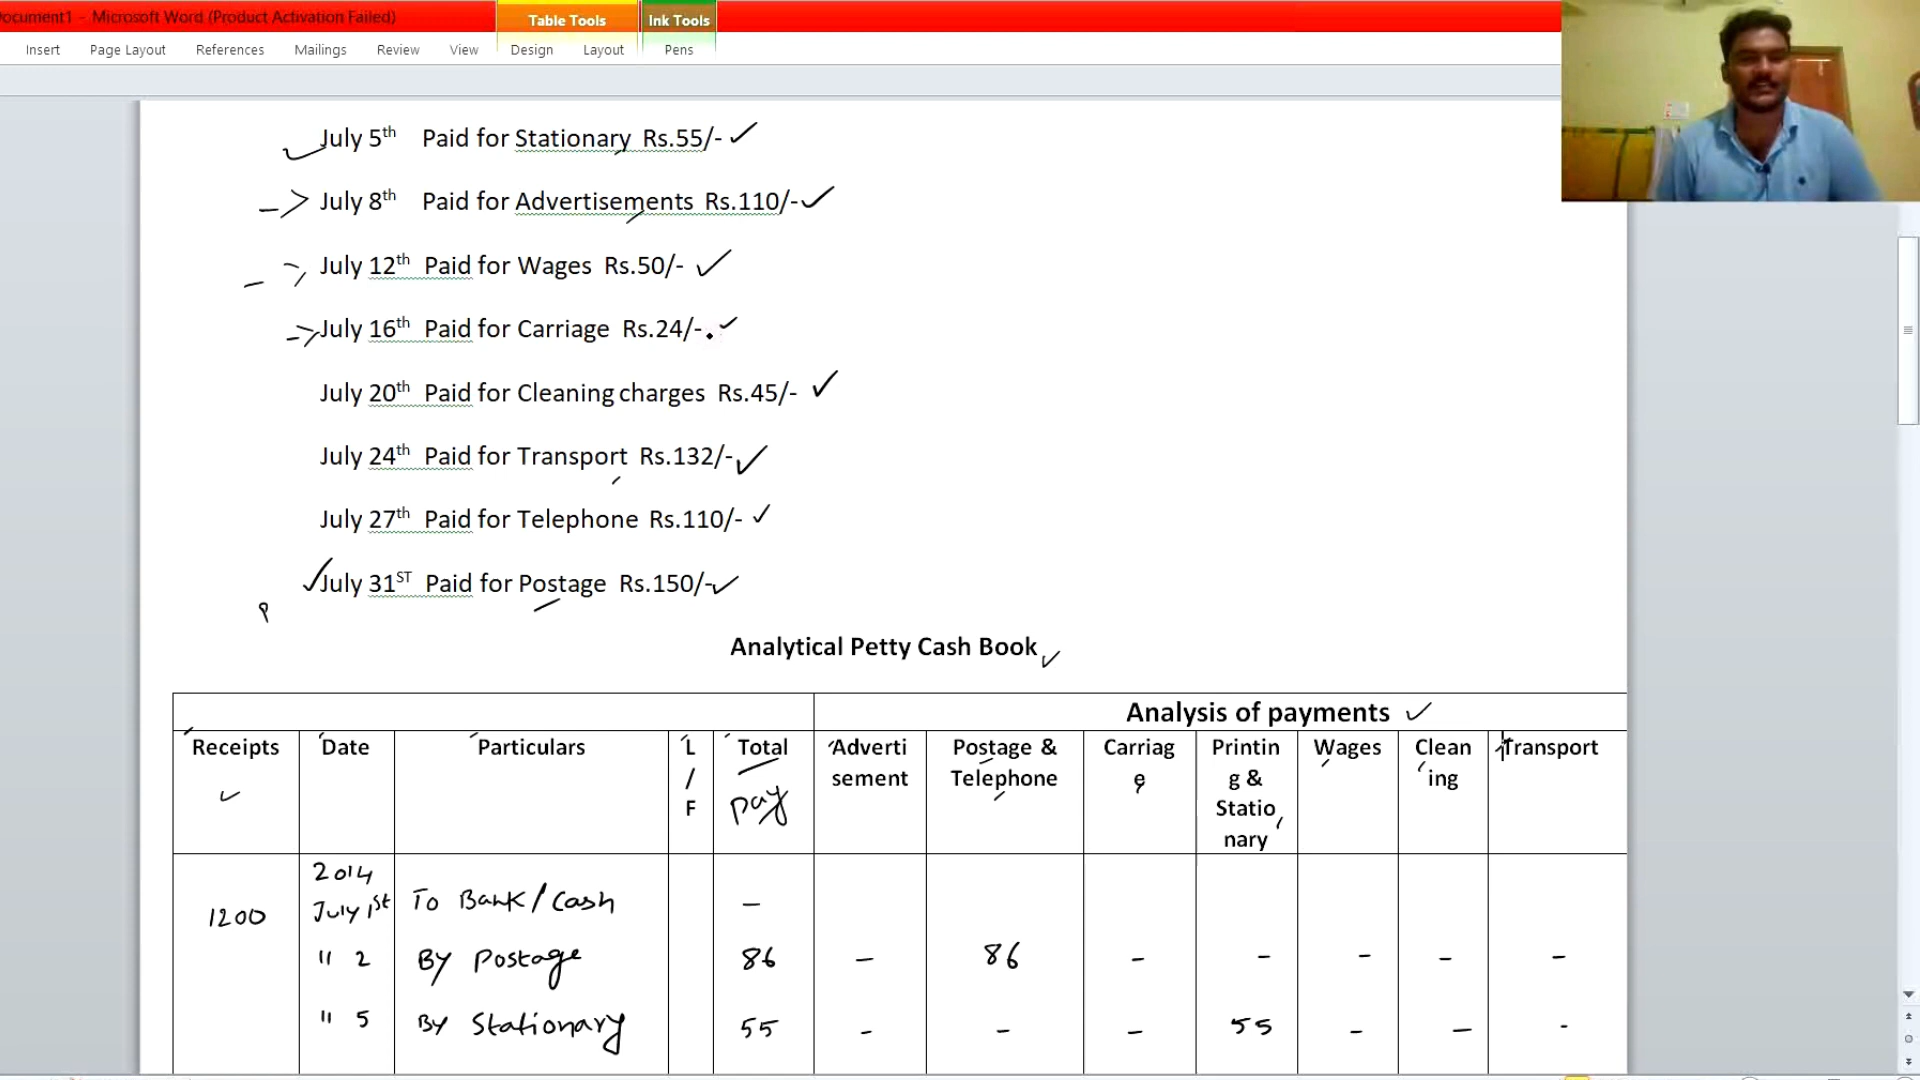 ocument1 - Microsoft Word (Product Activation Failed)
Table Tools
Ink Tools
Insert Page Layout References Mailings Review View Design Layout Pens
July 5th Paid for Stationary Rs.55/-
July 8th Paid for Advertisements Rs.110/-
July 12th Paid for Wages Rs.50/-
July 16th Paid for Carriage Rs.24/-
July 20th Paid for Cleaning charges Rs.45/-
July 24th Paid for Transport Rs.132/-
July 27th Paid for Telephone Rs.110/-
July 31ST Paid for Postage Rs.150/-
Analytical Petty Cash Book
Analysis of payments
Receipts
Date
Particulars
L
/
F
Total
pay
Adverti
sement
Postage &
Telephone
Carriag
e
Printin
g &
Statio
nary
Wages
Clean
ing
Transport
2014
1200 July 1st To Bank/Cash -
" 2 By Postage 86 - 86 - - - - -
" 5 By Stationary 55 - - - 55 - - -